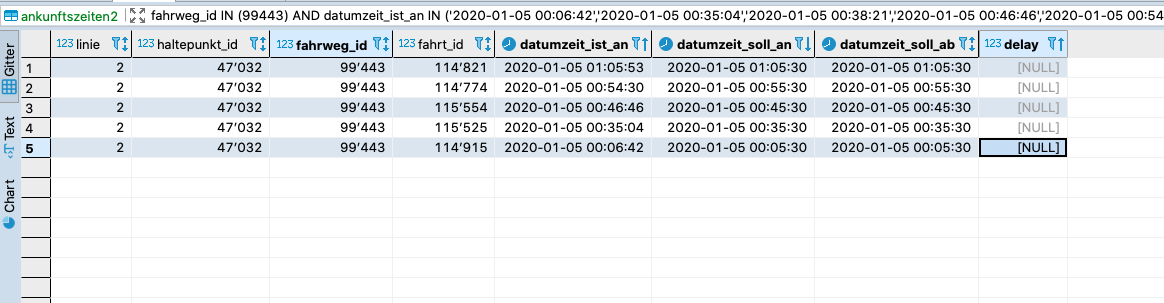 ankunftszeiten2 fahrweg_id IN (99443) AND datumzeit_ist_an IN ('2020-01-05 00:06:42','2020-01-05 00:35:04','2020-01-05 00:38:21','2020-01-05 00:46:46','2020-01-05 00:54
Gitter
Text
Chart
123 linie 123 haltepunkt_id 123 fahrweg_id 123 fahrt_id datumzeit_ist_an datumzeit_soll_an datumzeit_soll_ab 123 delay
1 2 47'032 99'443 114'821 2020-01-05 01:05:53 2020-01-05 01:05:30 2020-01-05 01:05:30 [NULL]
2 2 47'032 99'443 114'774 2020-01-05 00:54:30 2020-01-05 00:55:30 2020-01-05 00:55:30 [NULL]
3 2 47'032 99'443 115'554 2020-01-05 00:46:46 2020-01-05 00:45:30 2020-01-05 00:45:30 [NULL]
4 2 47'032 99'443 115'525 2020-01-05 00:35:04 2020-01-05 00:35:30 2020-01-05 00:35:30 [NULL]
5 2 47'032 99'443 114'915 2020-01-05 00:06:42 2020-01-05 00:05:30 2020-01-05 00:05:30 [NULL]